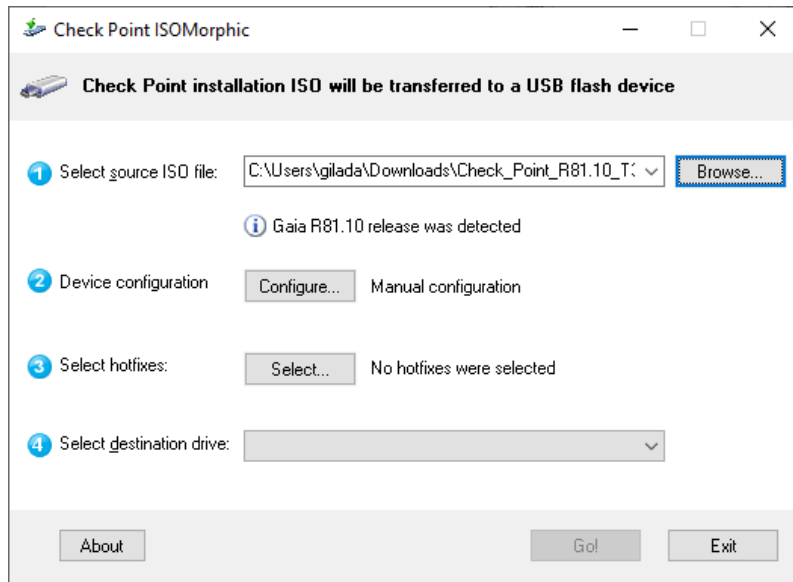 Check Point ISOMorphic
Check Point installation ISO will be transferred to a USB flash device
1 Select source ISO file: C:\Users\gilada\Downloads\Check_Point_R81.10_T Browse...
Gaia R81.10 release was detected
2 Device configuration Configure... Manual configuration
3 Select hotfixes: Select... No hotfixes were selected
4 Select destination drive:
About Go! Exit